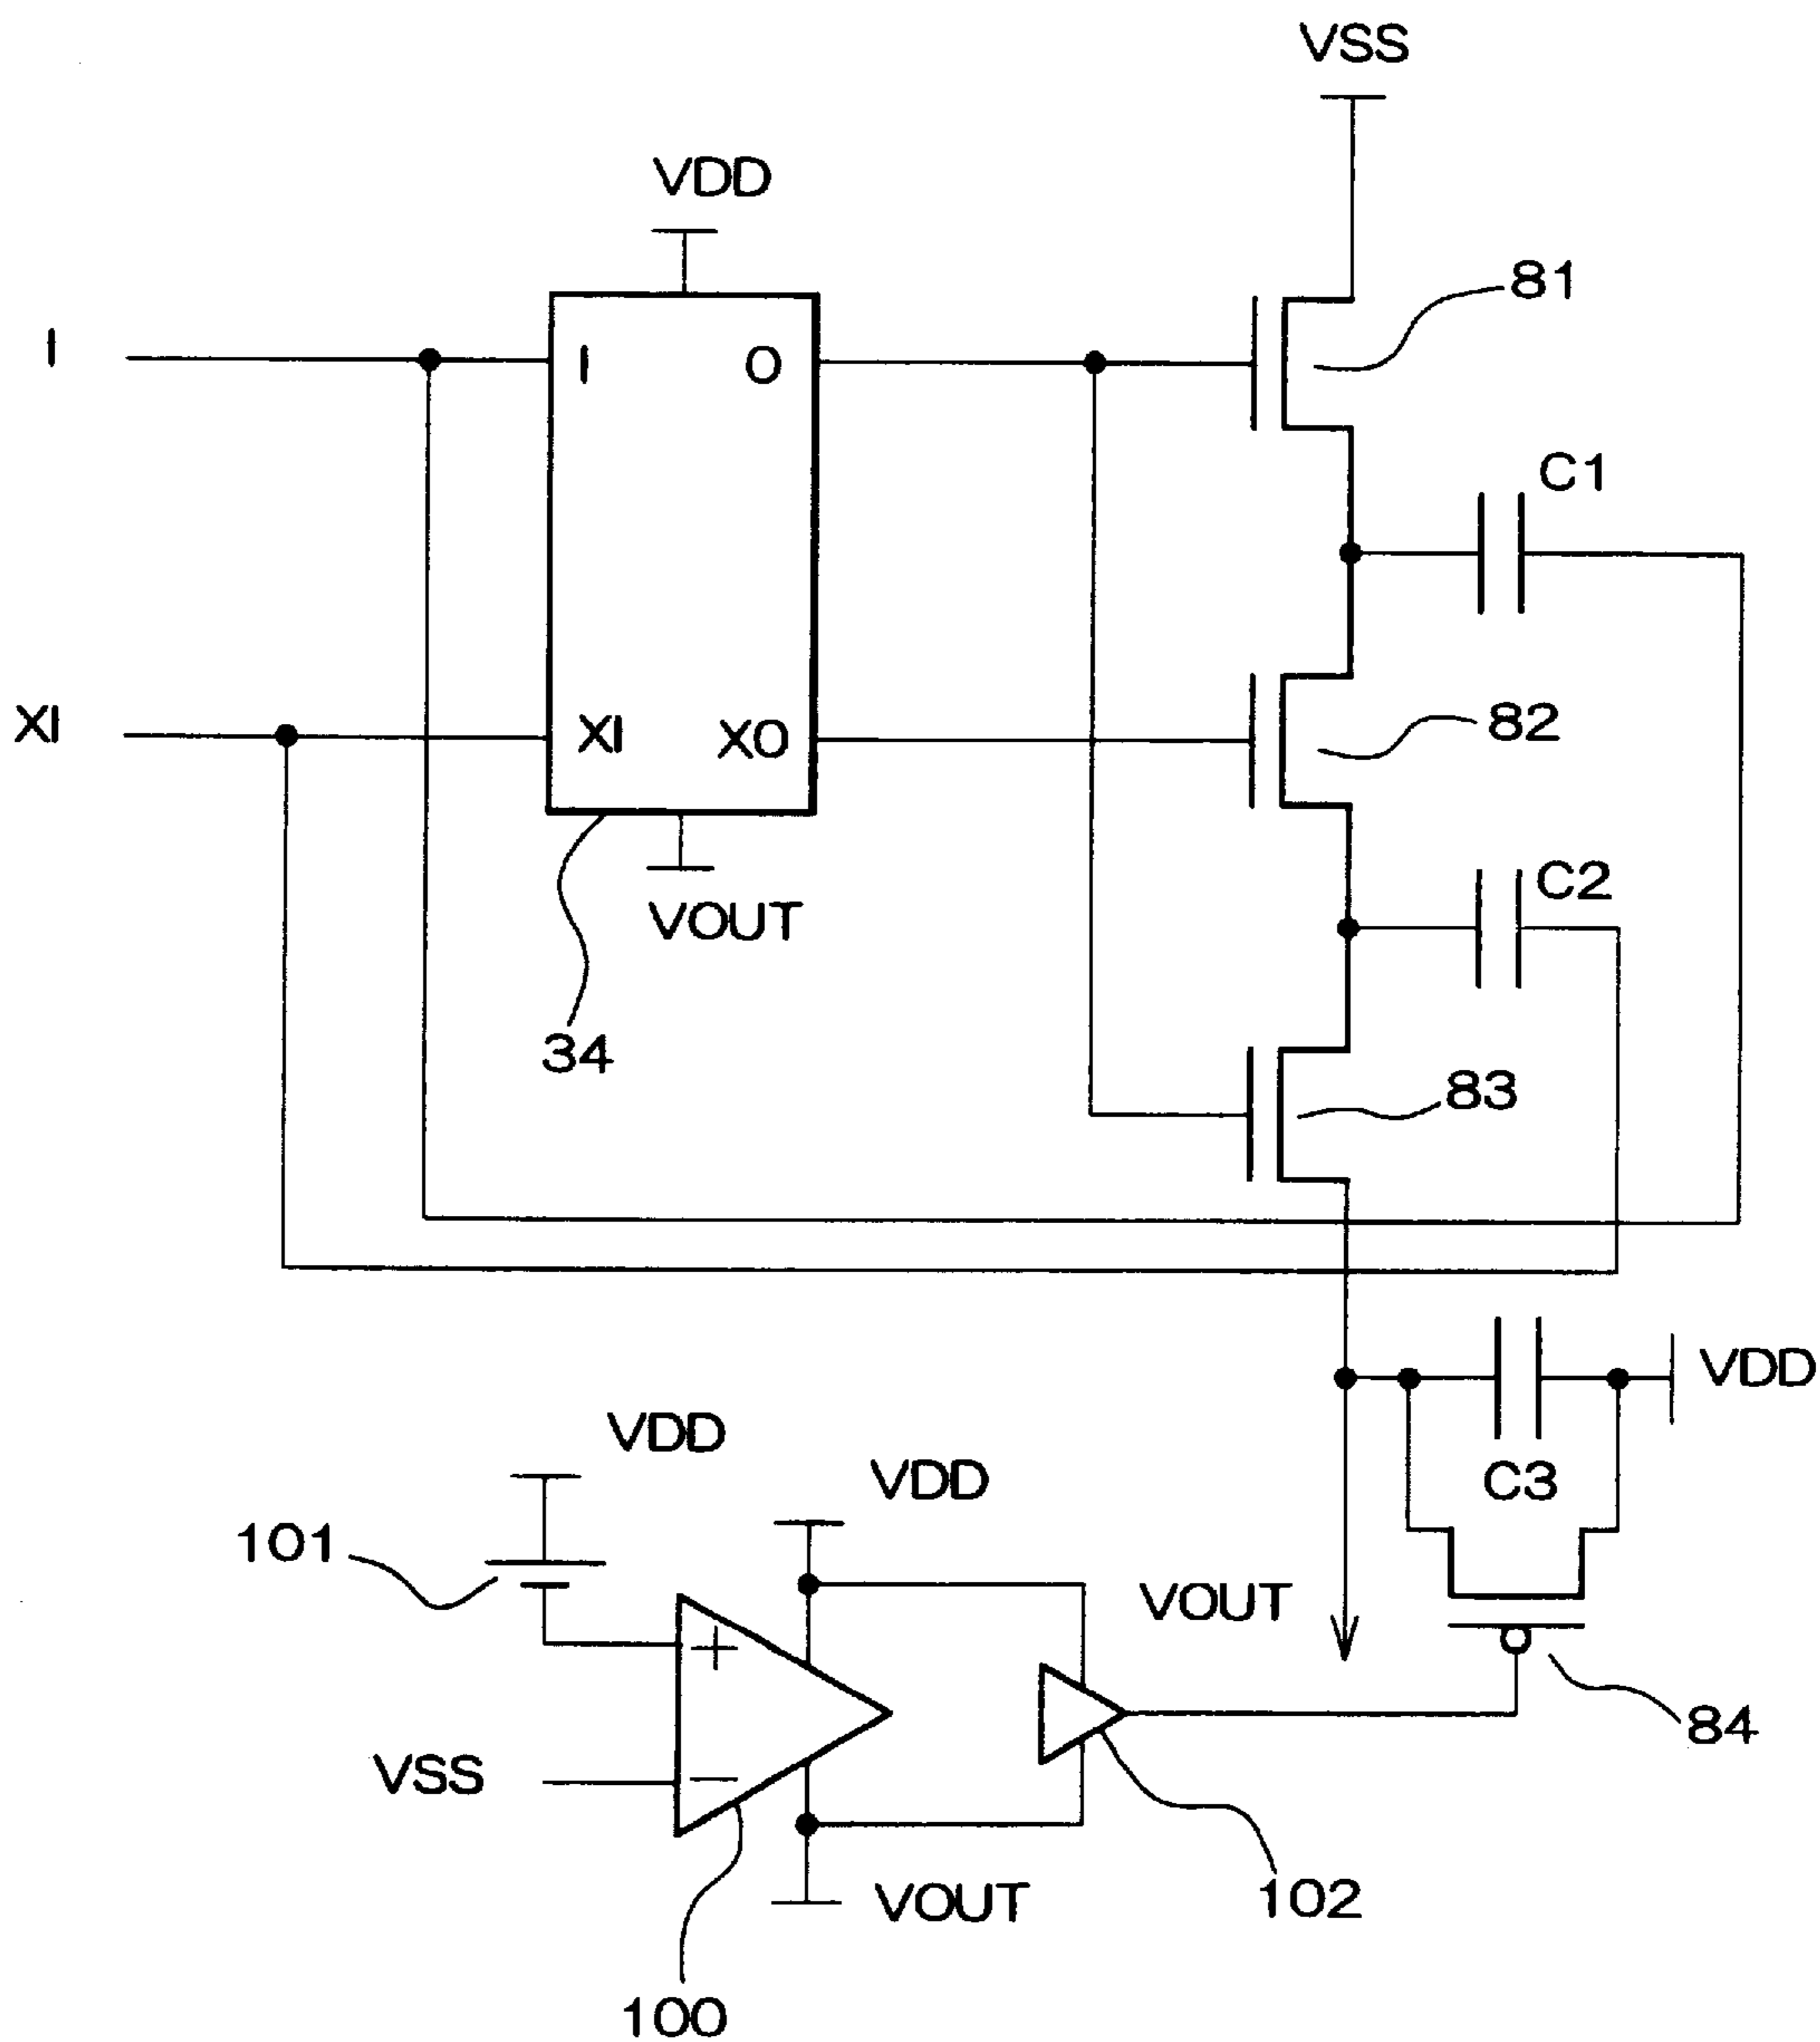 VSS
VDD
81
I
I O
C1
XI
XI XO
82
C2
VOUT
34
83
VDD
VDD
C3
VDD
101
VOUT
+
84
VSS
−
VOUT
102
100